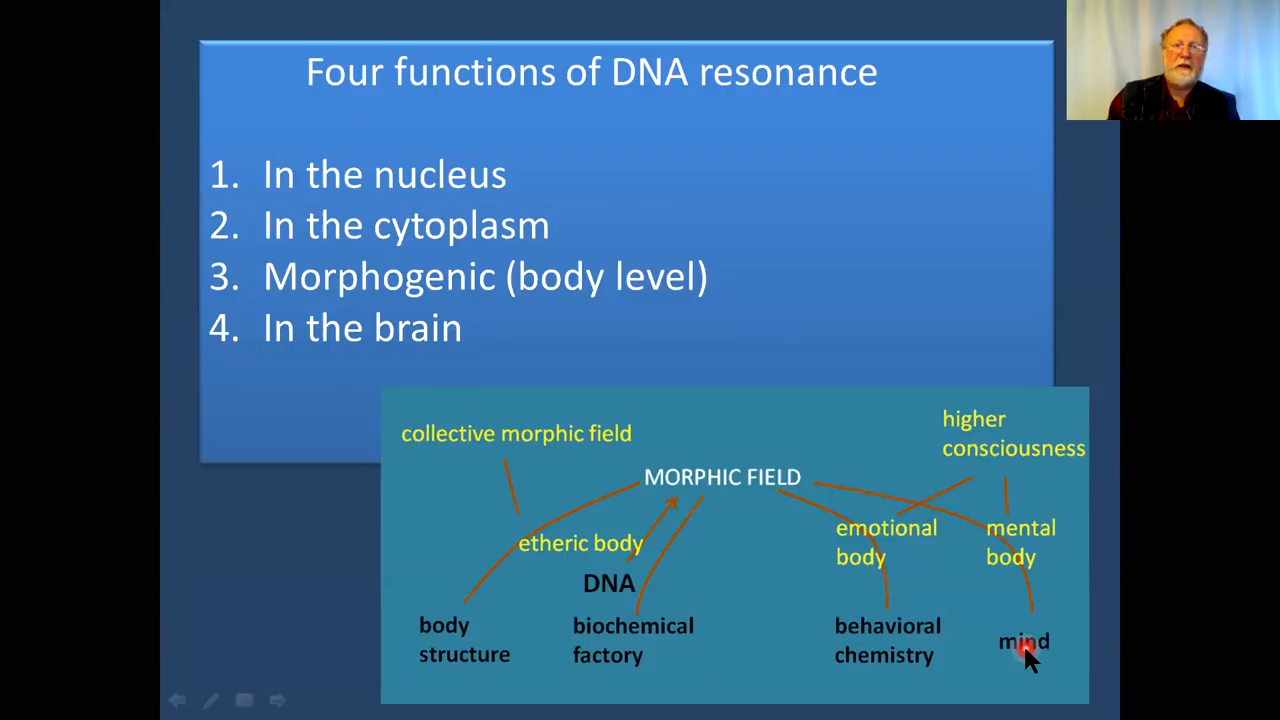 Four functions of DNA resonance
1. In the nucleus
2. In the cytoplasm
3. Morphogenic (body level)
4. In the brain
higher
consciousness
collective morphic field
MORPHIC FIELD
emotional
body
mental
body
etheric body
DNA
body
structure
biochemical
factory
behavioral
chemistry
mind